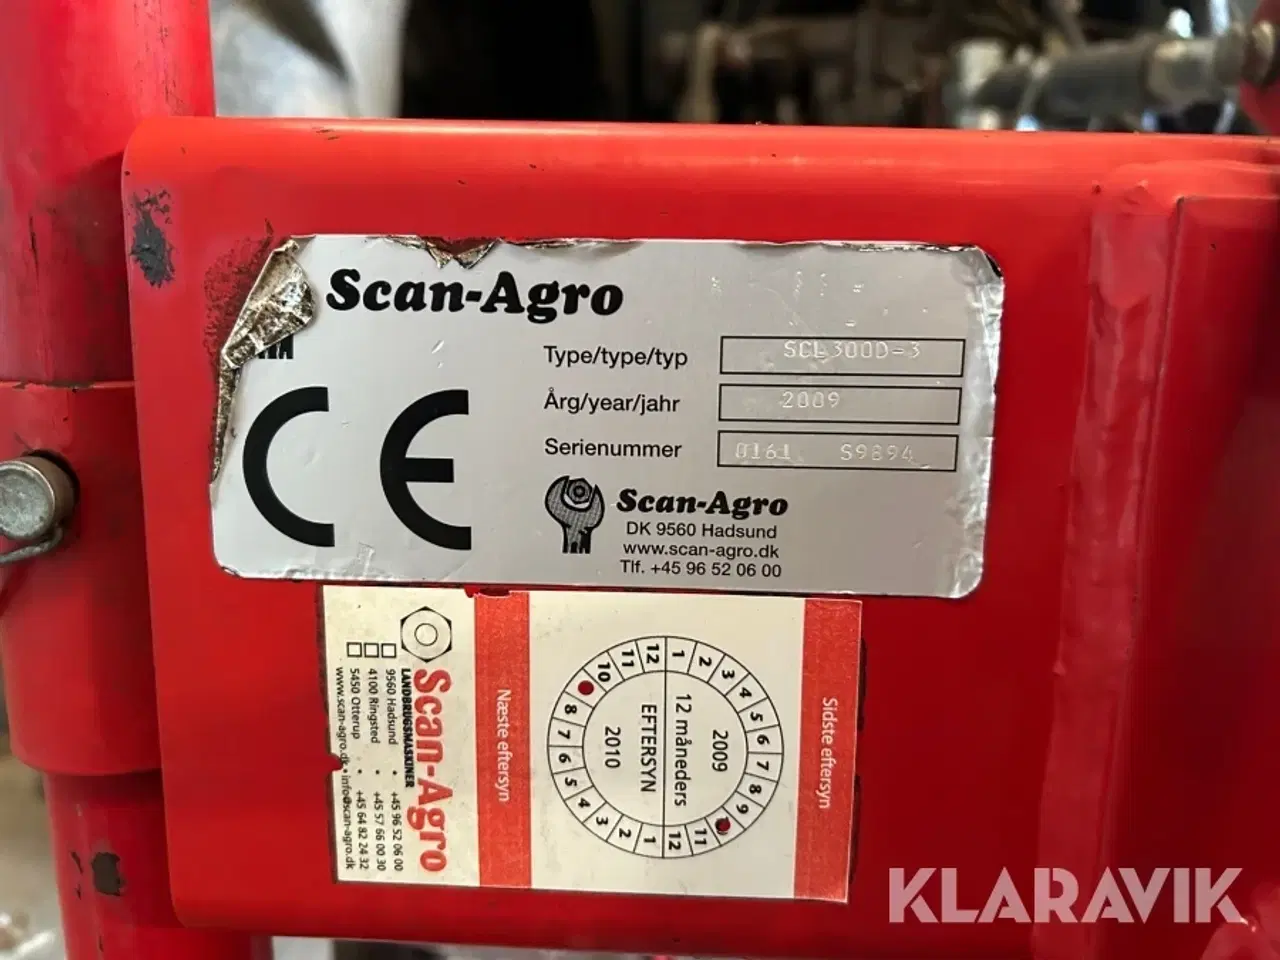 Scan-Agro
Type/type/typ SCL 300D-3
Årg/year/jahr 2009
Serienummer 0161 S9894
CE
Scan-Agro
DK 9560 Hadsund
www.scan-agro.dk
Tlf. +45 96 52 06 00
Scan-Agro
LANDBRUGSMASKINER
9560 Hadsund • +45 96 52 06 00
4100 Ringsted • +45 57 66 00 30
5450 Otterup • +45 64 82 24 32
www.scan-agro.dk • info@scan-agro.dk
Næste eftersyn
Sidste eftersyn
1 2 3 4 5 6 7 8 9 11 12
2009
12 måneders
EFTERSYN
2010
1 2 3 4 5 6 7 8 10 11 12
KLARAVIK